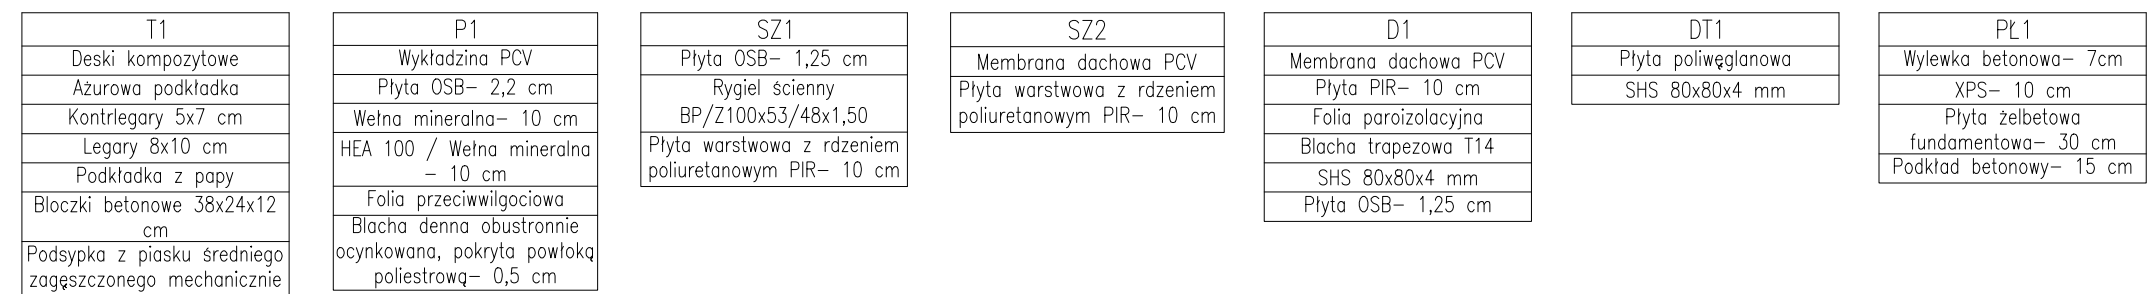 T1
Deski kompozytowe
Ażurowa podkładka
Kontrlegary 5x7 cm
Legary 8x10 cm
Podkładka z papy
Bloczki betonowe 38x24x12
cm
Podsypka z piasku średniego
zagęszczonego mechanicznie
P1
Wykładzina PCV
Płyta OSB– 2,2 cm
Wełna mineralna– 10 cm
HEA 100 / Wełna mineralna
– 10 cm
Folia przeciwwilgociowa
Blacha denna obustronnie
ocynkowana, pokryta powłoką
poliestrową– 0,5 cm
SZ1
Płyta OSB– 1,25 cm
Rygiel ścienny
BP/Z100x53/48x1,50
Płyta warstwowa z rdzeniem
poliuretanowym PIR– 10 cm
SZ2
Membrana dachowa PCV
Płyta warstwowa z rdzeniem
poliuretanowym PIR– 10 cm
D1
Membrana dachowa PCV
Płyta PIR– 10 cm
Folia paroizolacyjna
Blacha trapezowa T14
SHS 80x80x4 mm
Płyta OSB– 1,25 cm
DT1
Płyta poliwęglanowa
SHS 80x80x4 mm
PŁ1
Wylewka betonowa– 7cm
XPS– 10 cm
Płyta żelbetowa
fundamentowa– 30 cm
Podkład betonowy– 15 cm